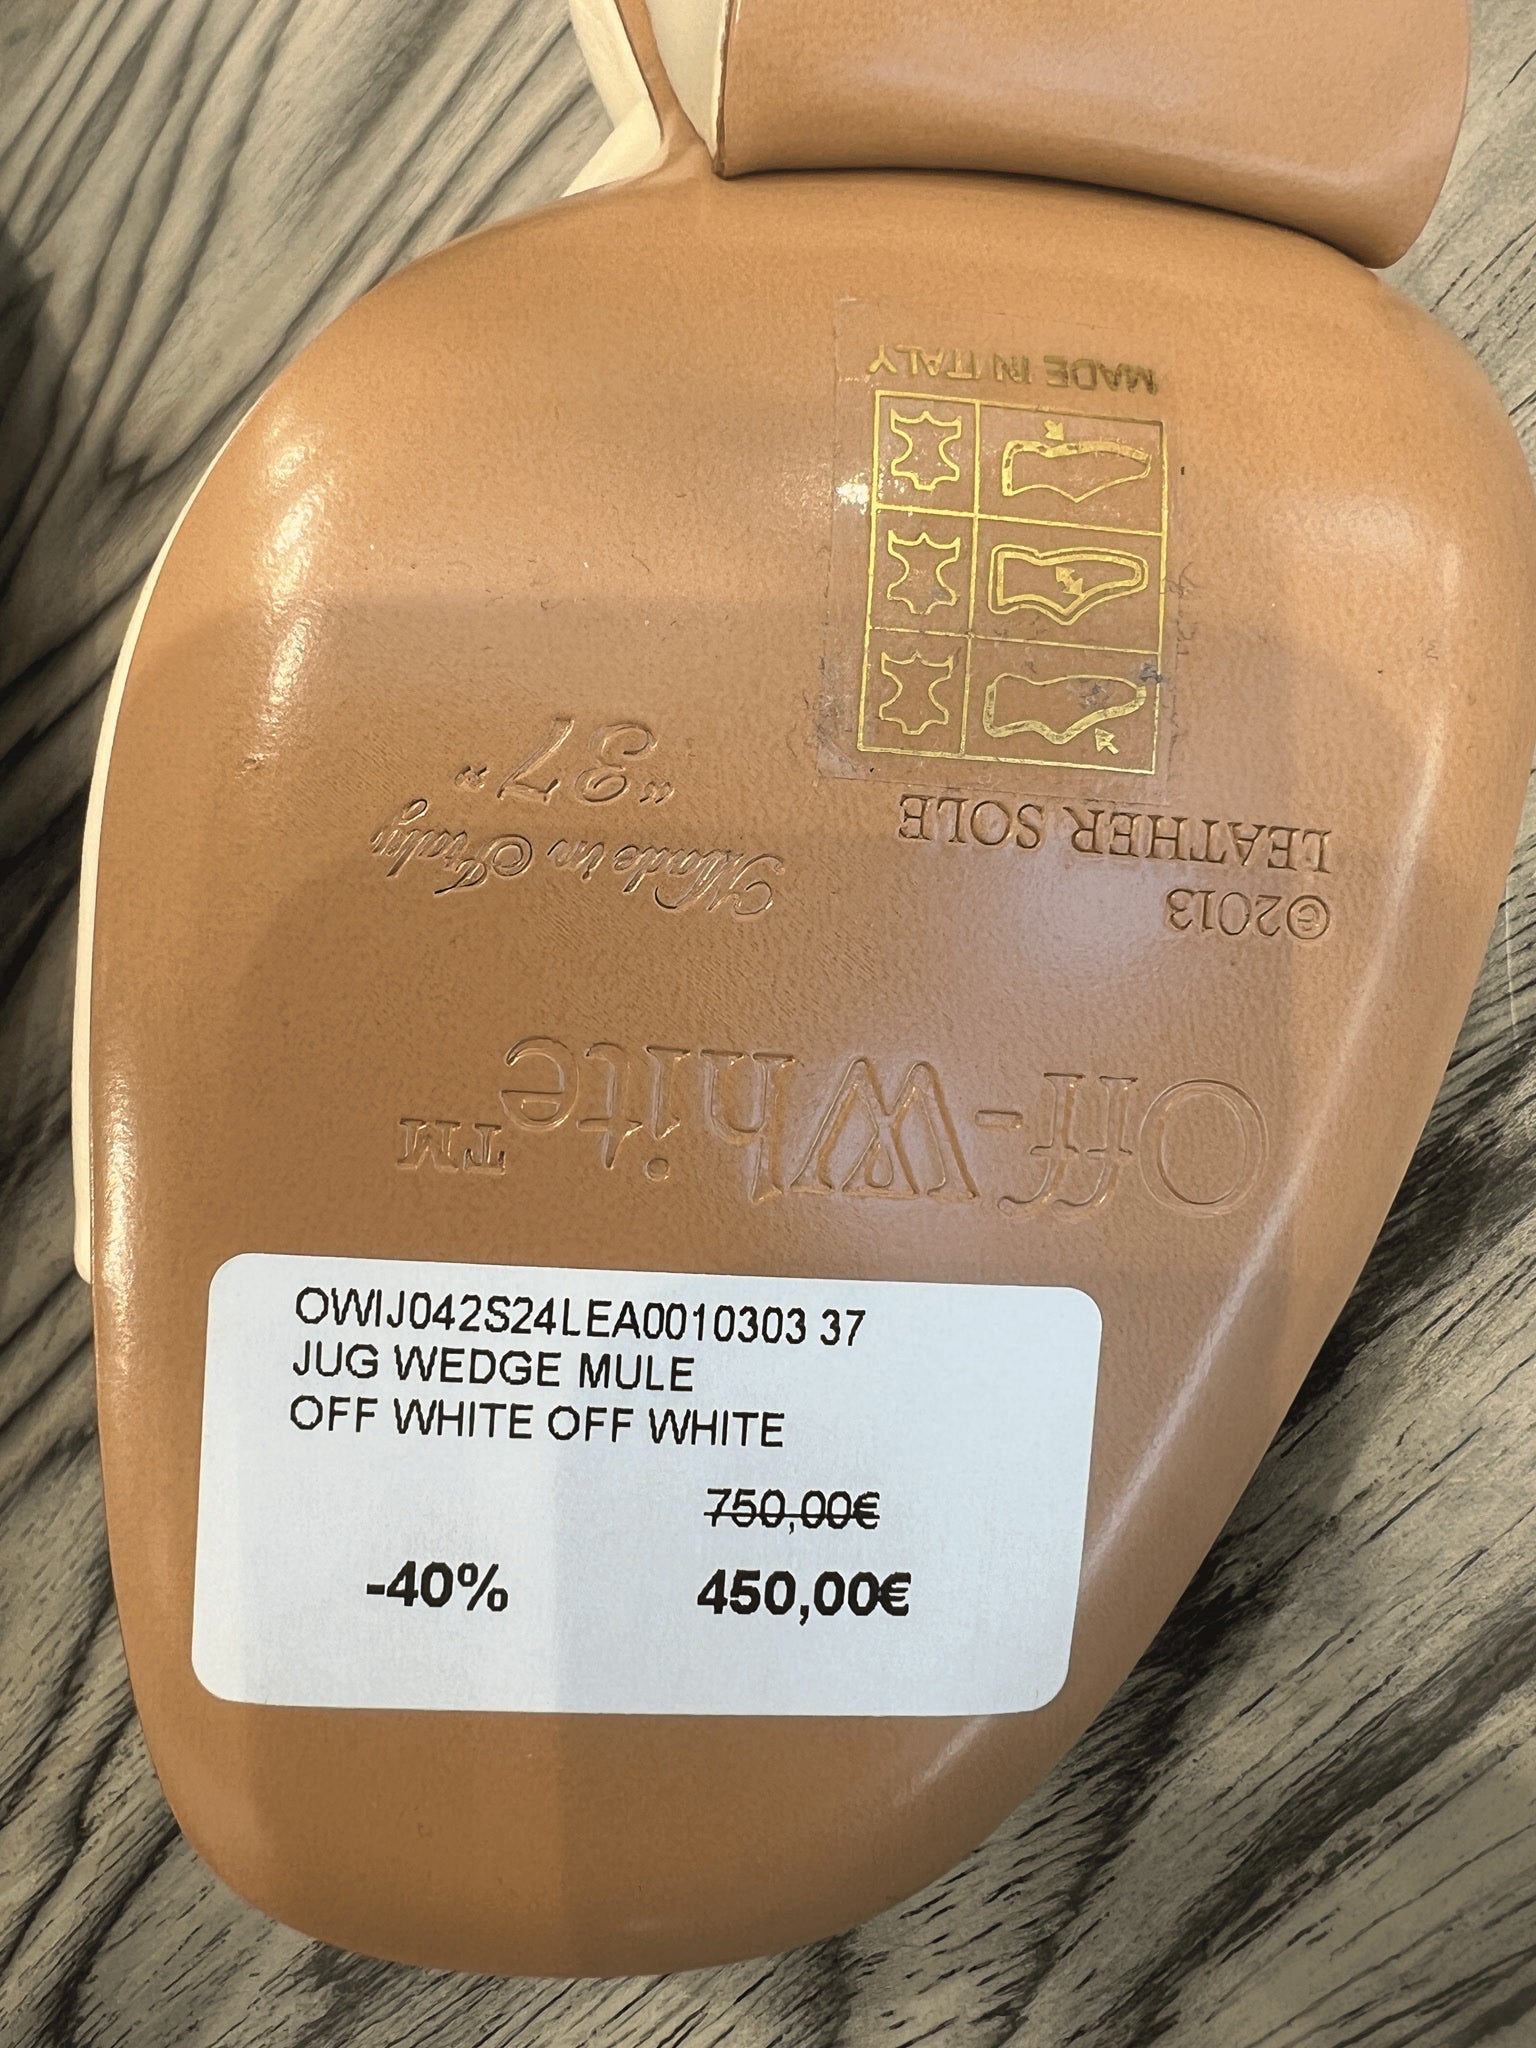 MADE IN ITALY
"37"
Made in Italy
LEATHER SOLE
©2013
Off-White™
OWIJ042S24LEA0010303 37
JUG WEDGE MULE
OFF WHITE OFF WHITE
750,00€
-40% 450,00€